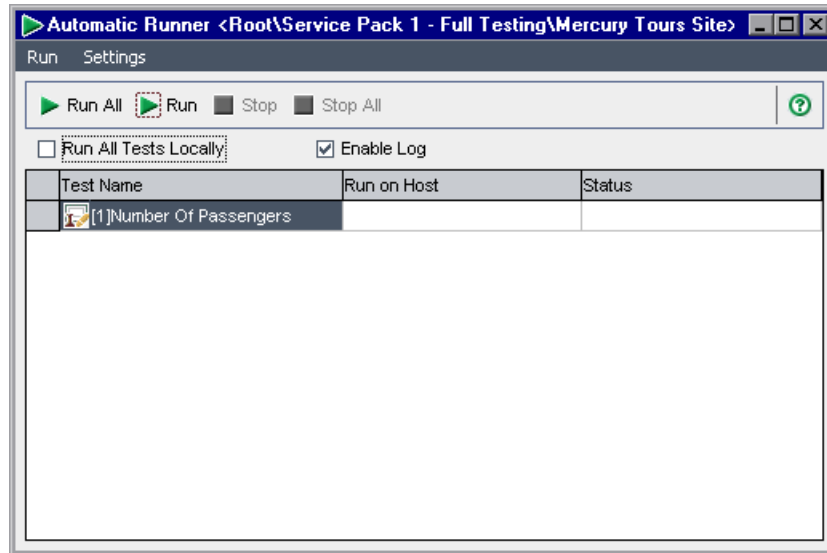 Automatic Runner <Root\Service Pack 1 - Full Testing\Mercury Tours Site>
Run Settings
Run All Run Stop Stop All
Run All Tests Locally Enable Log
Test Name Run on Host Status
[1]Number Of Passengers